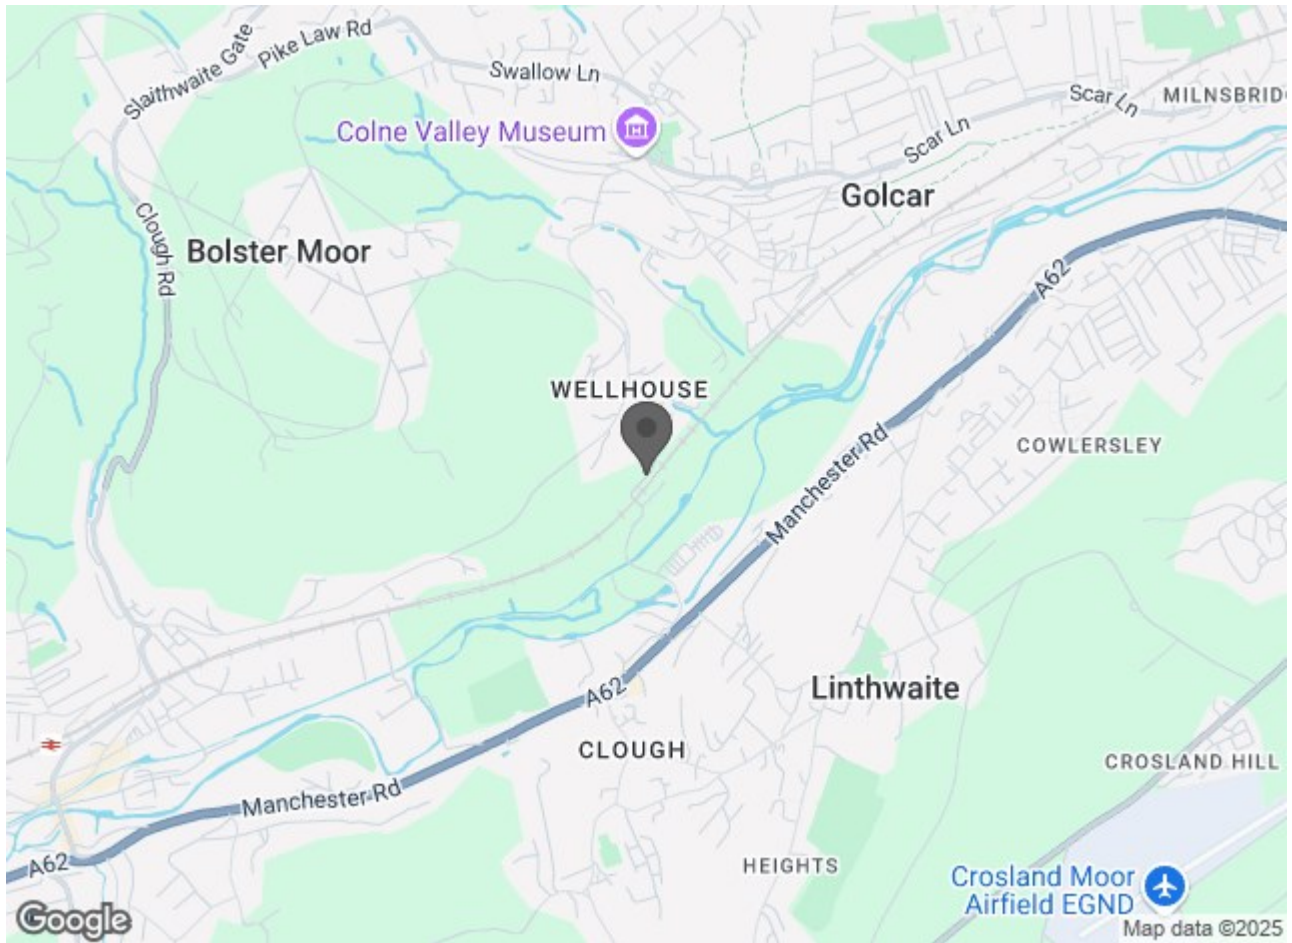 Slaithwaite Gate
Pike Law Rd
Swallow Ln
Scar Ln
MILNSBRIDG
Colne Valley Museum
Scar Ln
Golcar
Clough Rd
Bolster Moor
A62
WELLHOUSE
Manchester Rd
COWLERSLEY
Linthwaite
A62
CLOUGH
CROSLAND HILL
Manchester Rd
A62
HEIGHTS
Crosland Moor
Airfield EGND
Google
Map data ©2025